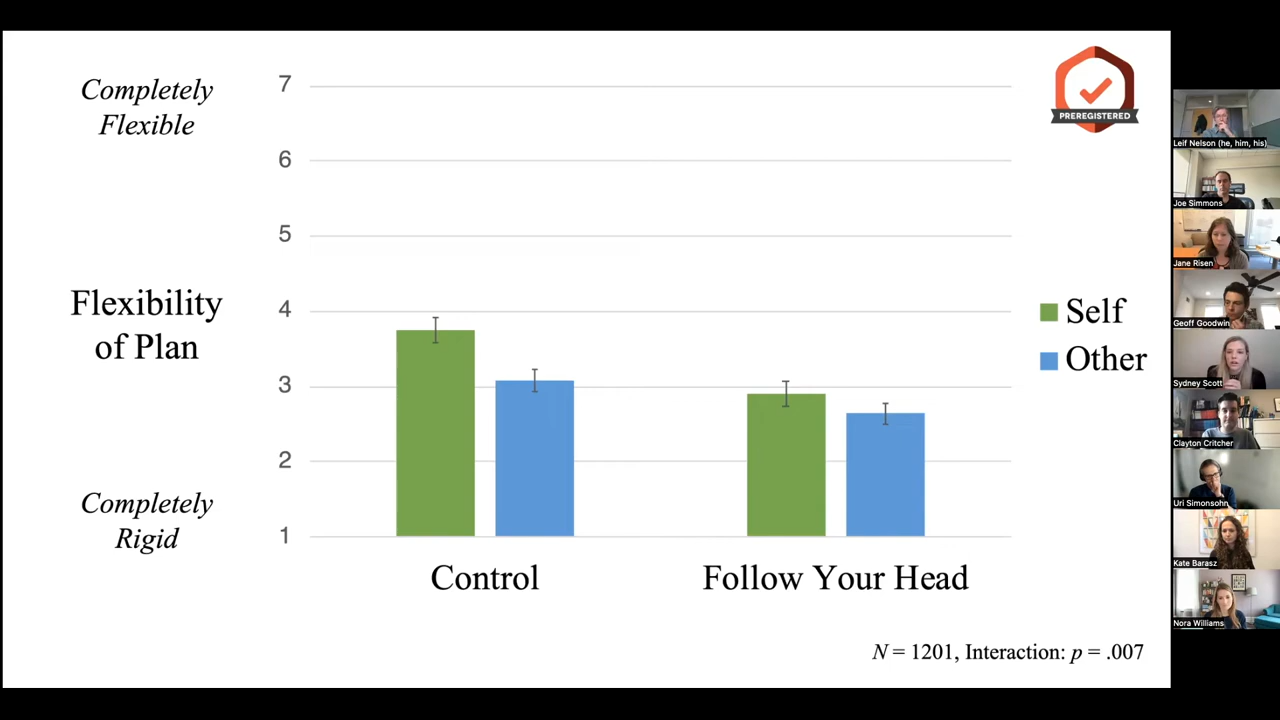 Completely
Flexible
7
6
5
4
3
2
1
Flexibility
of Plan
Completely
Rigid
PREREGISTERED
Self
Other
Control
Follow Your Head
N = 1201, Interaction: p = .007
Leif Nelson (he, him, his)
Joe Simmons
Jane Risen
Geoff Goodwin
Sydney Scott
Clayton Critcher
Uri Simonsohn
Kate Barasz
Nora Williams